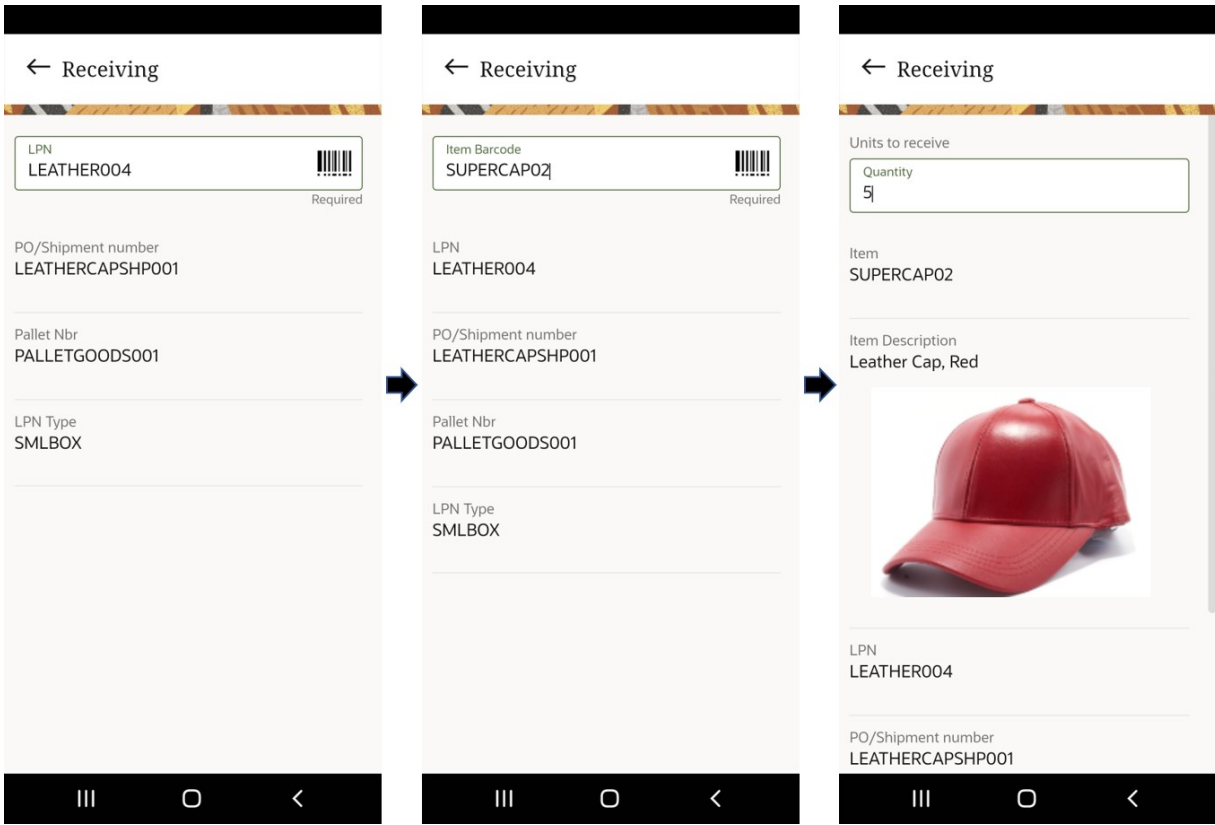 Receiving
LPN
LEATHER004
Required
PO/Shipment number
LEATHERCAPSHP001
Pallet Nbr
PALLETGOODS001
LPN Type
SMLBOX
Receiving
Item Barcode
SUPERCAP02
Required
LPN
LEATHER004
PO/Shipment number
LEATHERCAPSHP001
Pallet Nbr
PALLETGOODS001
LPN Type
SMLBOX
Receiving
Units to receive
Quantity
5
Item
SUPERCAP02
Item Description
Leather Cap, Red
LPN
LEATHER004
PO/Shipment number
LEATHERCAPSHP001